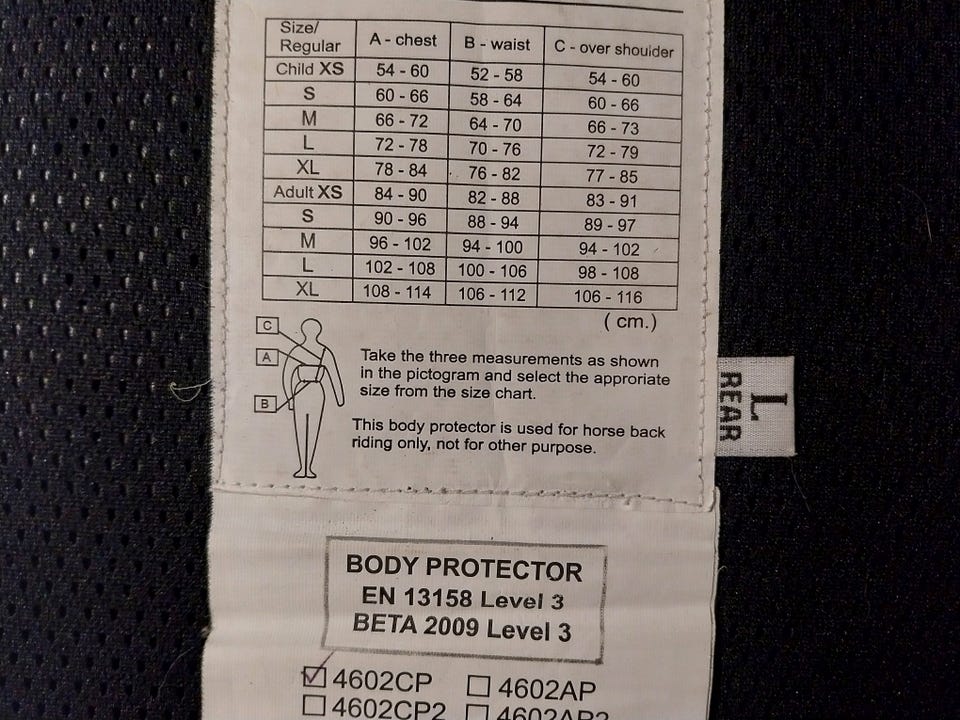 Size/ Regular A - chest B - waist C - over shoulder
Child XS 54 - 60 52 - 58 54 - 60
S 60 - 66 58 - 64 60 - 66
M 66 - 72 64 - 70 66 - 73
L 72 - 78 70 - 76 72 - 79
XL 78 - 84 76 - 82 77 - 85
Adult XS 84 - 90 82 - 88 83 - 91
S 90 - 96 88 - 94 89 - 97
M 96 - 102 94 - 100 94 - 102
L 102 - 108 100 - 106 98 - 108
XL 108 - 114 106 - 112 106 - 116
( cm.)
C
A
B
Take the three measurements as shown
in the pictogram and select the approriate
size from the size chart.
This body protector is used for horse back
riding only, not for other purpose.
L
REAR
BODY PROTECTOR
EN 13158 Level 3
BETA 2009 Level 3
4602CP 4602AP
4602CP2 4602AP2